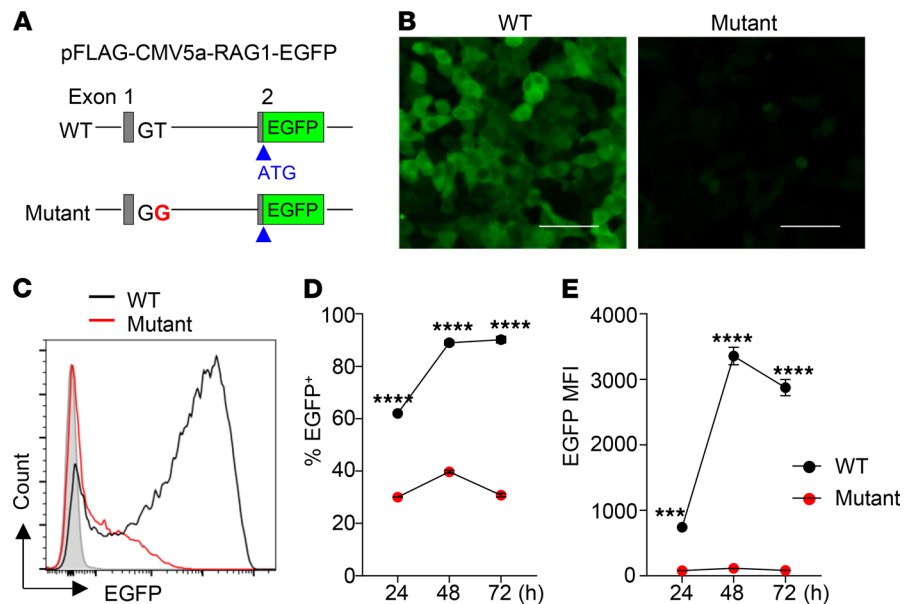 A
pFLAG-CMV5a-RAG1-EGFP
Exon 1
2
WT
GT
EGFP
ATG
Mutant
GG
EGFP
B
WT
Mutant
C
WT
Mutant
Count
EGFP
D
% EGFP+
100
80
60
40
20
0
****
****
****
24 48 72 (h)
E
EGFP MFI
4000
3000
2000
1000
0
***
****
****
WT
Mutant
24 48 72 (h)